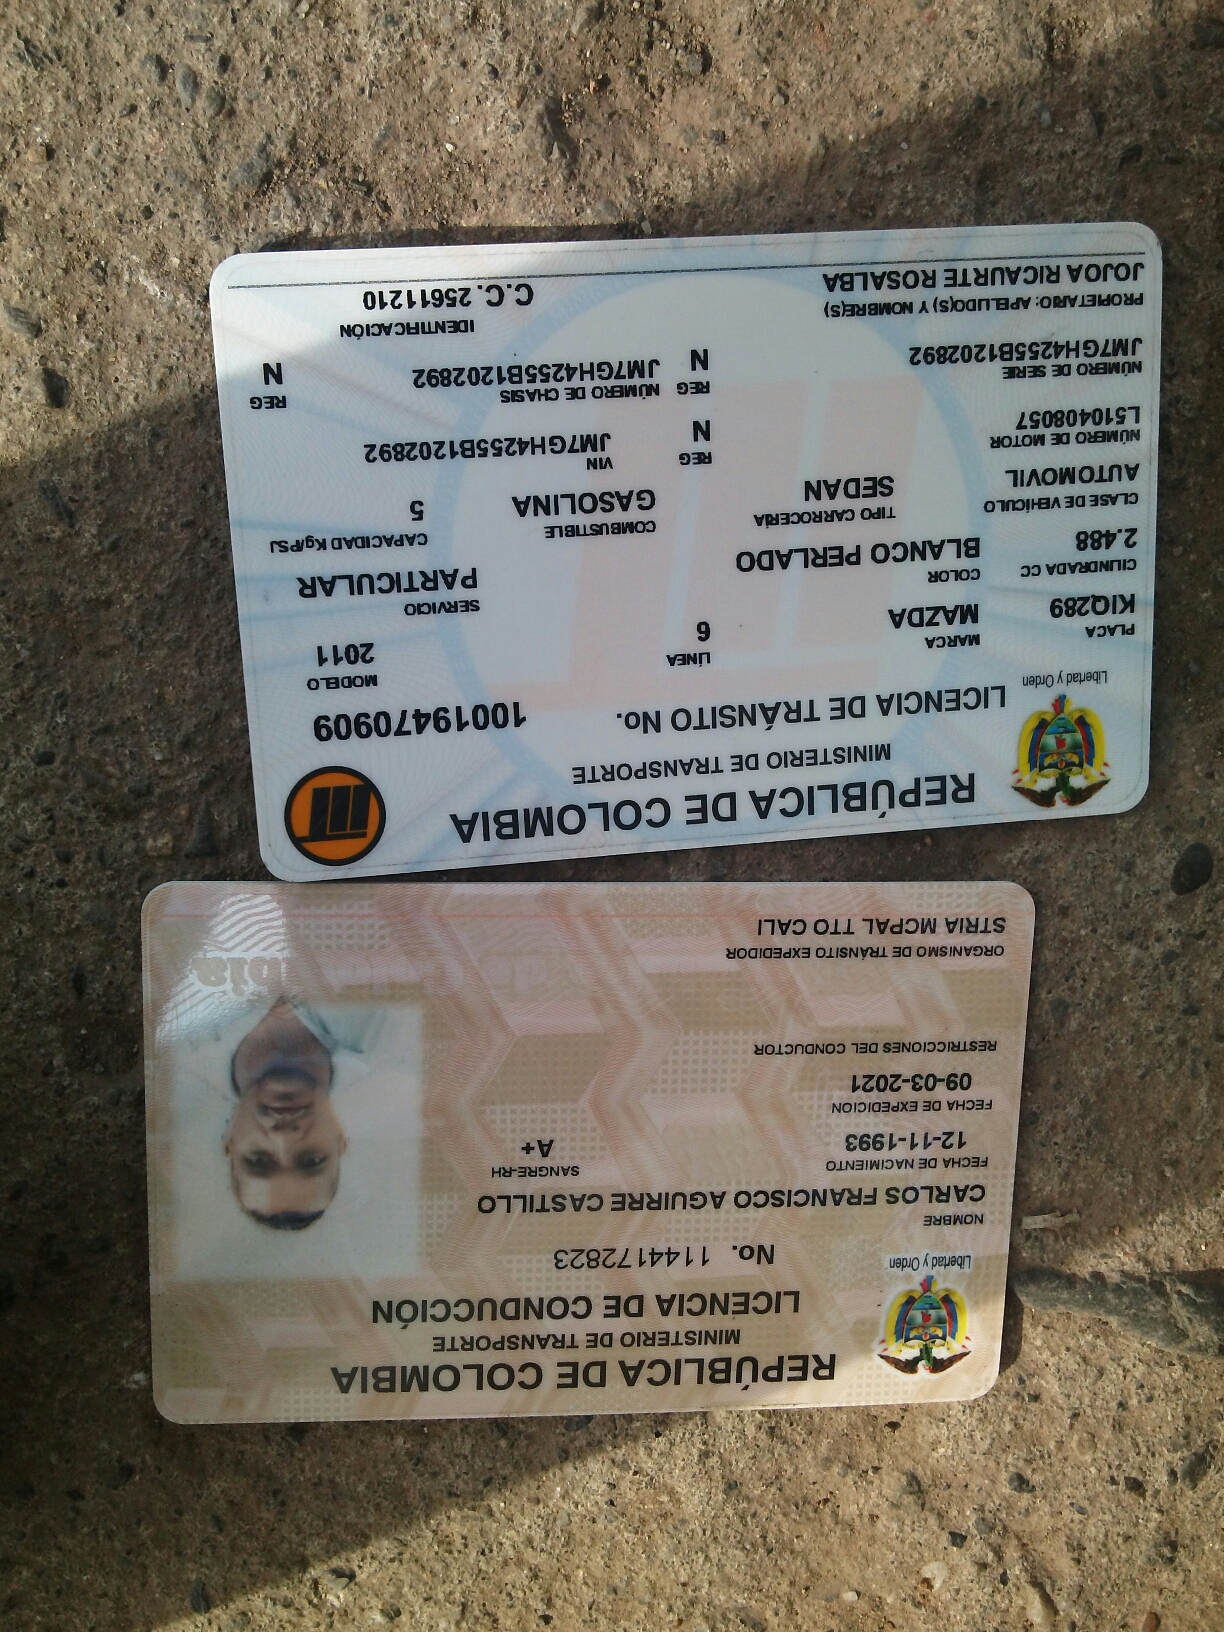 REPÚBLICA DE COLOMBIA
MINISTERIO DE TRANSPORTE
LICENCIA DE CONDUCCIÓN
Libertad y Orden
No. 1144172823
NOMBRE
CARLOS FRANCISCO AGUIRRE CASTILLO
FECHA DE NACIMIENTO SANGRE-RH
12-11-1993 A+
FECHA DE EXPEDICION
09-03-2021
RESTRICCIONES DEL CONDUCTOR
ORGANISMO DE TRÁNSITO EXPEDIDOR
STRIA MCPAL TTO CALI
REPÚBLICA DE COLOMBIA
MINISTERIO DE TRANSPORTE
LICENCIA DE TRÁNSITO No. 10019470909
Libertad y Orden
PLACA MARCA LÍNEA MODELO
KIQ289 MAZDA 6 2011
CILINDRADA CC COLOR SERVICIO
2.488 BLANCO PERLADO PARTICULAR
CLASE DE VEHÍCULO TIPO CARROCERÍA COMBUSTIBLE CAPACIDAD Kg/PSJ
AUTOMOVIL SEDAN GASOLINA 5
NÚMERO DE MOTOR REG VIN
L510408057 N JM7GH4255B1202892
NÚMERO DE SERIE REG NÚMERO DE CHASIS REG
JM7GH4255B1202892 N JM7GH4255B1202892 N
PROPIETARIO: APELLIDO(S) Y NOMBRE(S) IDENTIFICACIÓN
JOJOA RICAURTE ROSALBA C.C. 25611210